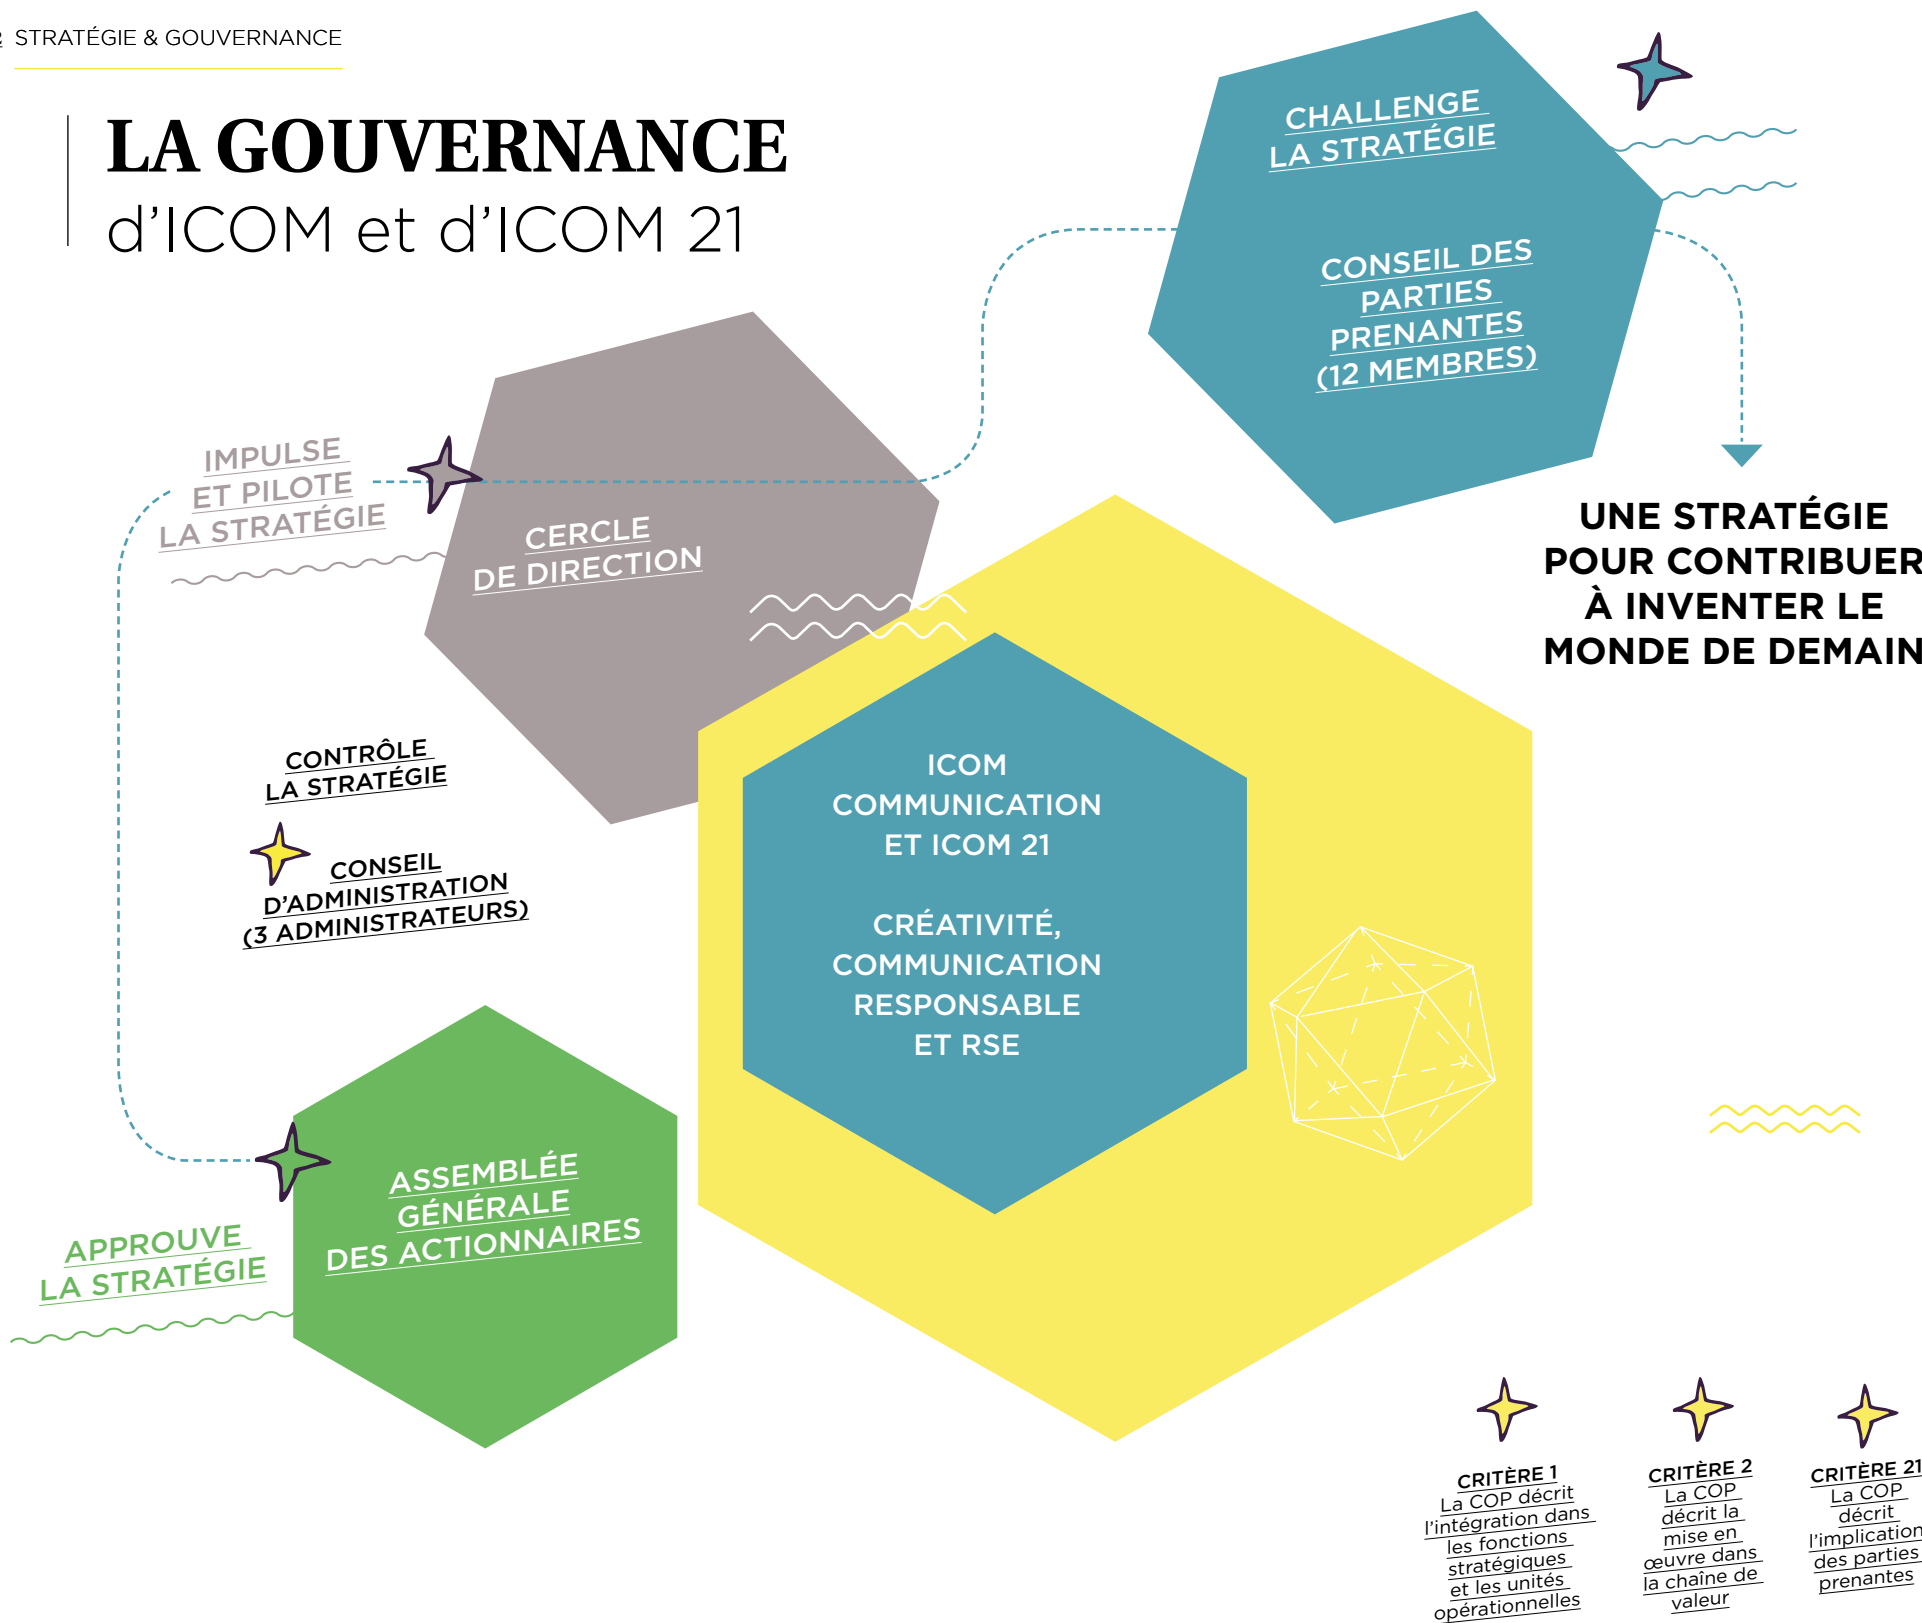 STRATÉGIE & GOUVERNANCE
LA GOUVERNANCE
d'ICOM et d'ICOM 21
CHALLENGE
LA STRATÉGIE
CONSEIL DES
PARTIES
PRENANTES
(12 MEMBRES)
IMPULSE
ET PILOTE
LA STRATÉGIE
CERCLE
DE DIRECTION
UNE STRATÉGIE
POUR CONTRIBUER
À INVENTER LE
MONDE DE DEMAIN
CONTRÔLE
LA STRATÉGIE
CONSEIL
D'ADMINISTRATION
(3 ADMINISTRATEURS)
ICOM
COMMUNICATION
ET ICOM 21
CRÉATIVITÉ,
COMMUNICATION
RESPONSABLE
ET RSE
ASSEMBLÉE
GÉNÉRALE
DES ACTIONNAIRES
APPROUVE
LA STRATÉGIE
CRITÈRE 1
La COP décrit
l'intégration dans
les fonctions
stratégiques
et les unités
opérationnelles
CRITÈRE 2
La COP
décrit la
mise en
œuvre dans
la chaîne de
valeur
CRITÈRE 21
La COP
décrit
l'implication
des parties
prenantes